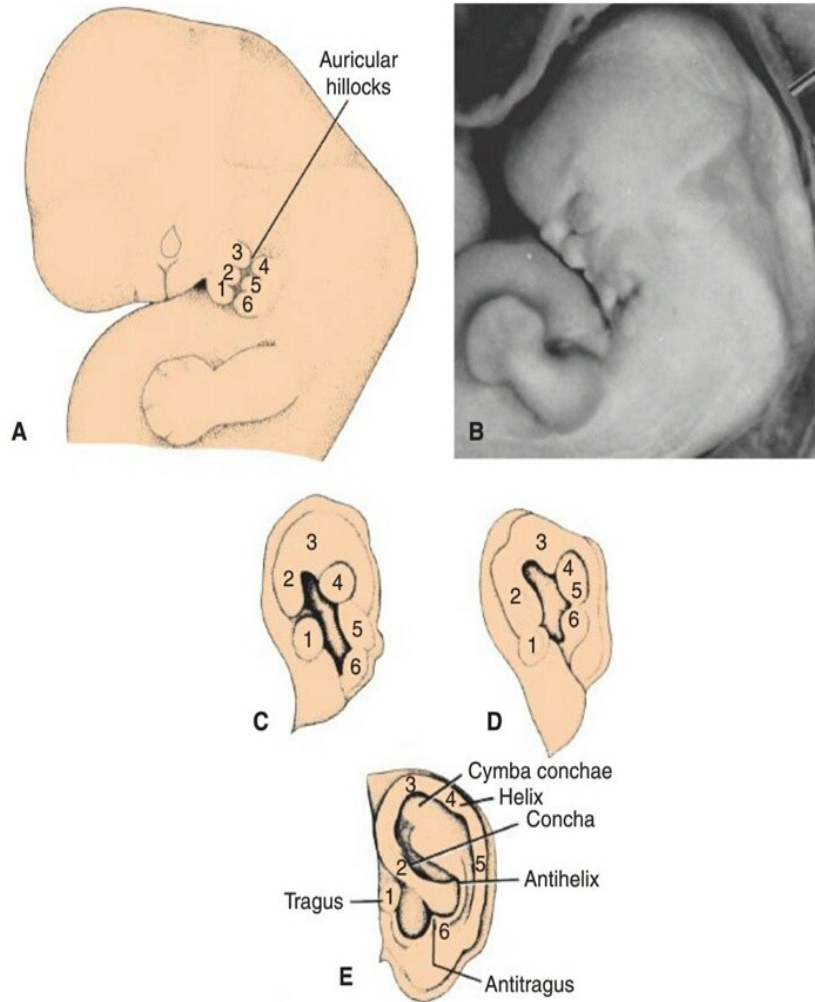 Auricular
hillocks
3
2 4
1 5
6
A
B
3
2 4
1 5
6
C
3
4
2 5
6
1
D
Cymba conchae
3
4 Helix
Concha
2 5
Antihelix
Tragus 1
6
E
Antitragus